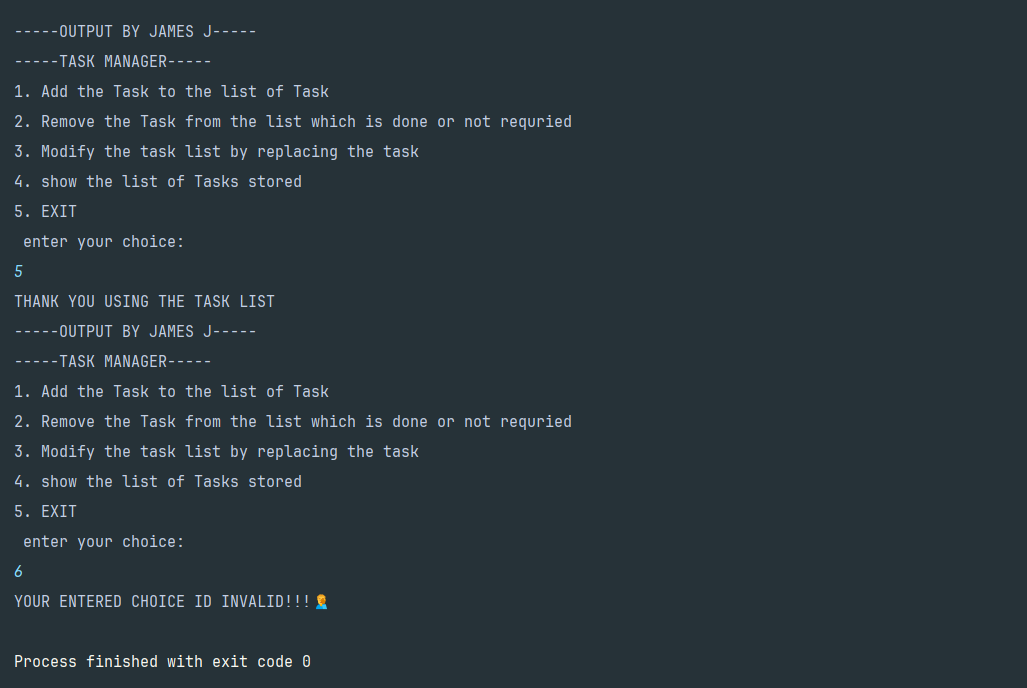 -----OUTPUT BY JAMES J-----
-----TASK MANAGER-----
1. Add the Task to the list of Task
2. Remove the Task from the list which is done or not requried
3. Modify the task list by replacing the task
4. show the list of Tasks stored
5. EXIT
 enter your choice:
5
THANK YOU USING THE TASK LIST
-----OUTPUT BY JAMES J-----
-----TASK MANAGER-----
1. Add the Task to the list of Task
2. Remove the Task from the list which is done or not requried
3. Modify the task list by replacing the task
4. show the list of Tasks stored
5. EXIT
 enter your choice:
6
YOUR ENTERED CHOICE ID INVALID!!!🤦
Process finished with exit code 0